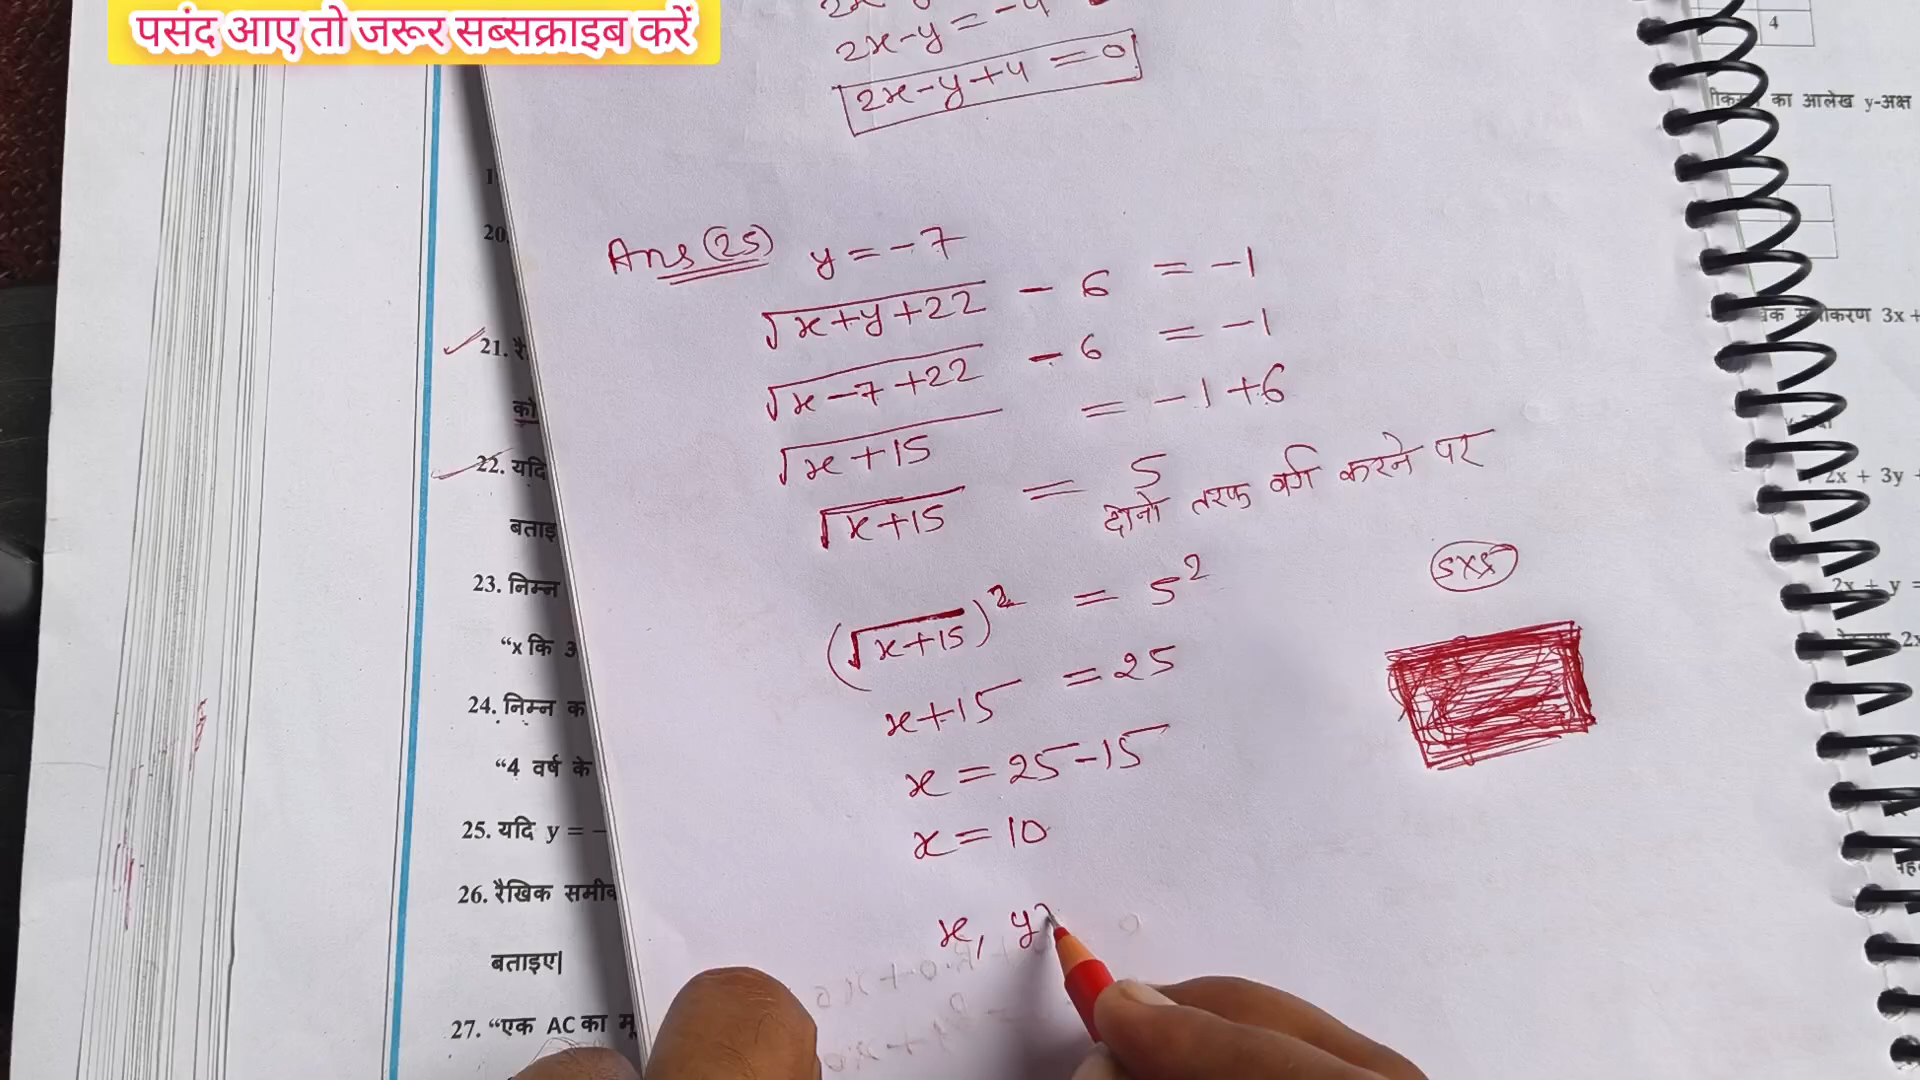 पसंद आए तो जरूर सब्सक्राइब करें
2x-y=-4
2x-y+4=0
Ans (25) y=-7
√x+y+22 - 6 = -1
√x-7+22 - 6 = -1
√x+15 = -1+6
√x+15 = 5
दोनो तरफ वर्ग करने पर
(√x+15)² = 5²
5x5
x+15 = 25
x=25-15
x=10
x, y
20.
21.
22. यदि
23. निम्न
“x कि
24. निम्न क
“4 वर्ष के
25. यदि y =
26. रैखिक समी
बताइए|
27. “एक AC का
4
का आलेख y-अक्ष
3x +
2x + 3y
2x + y =
2x